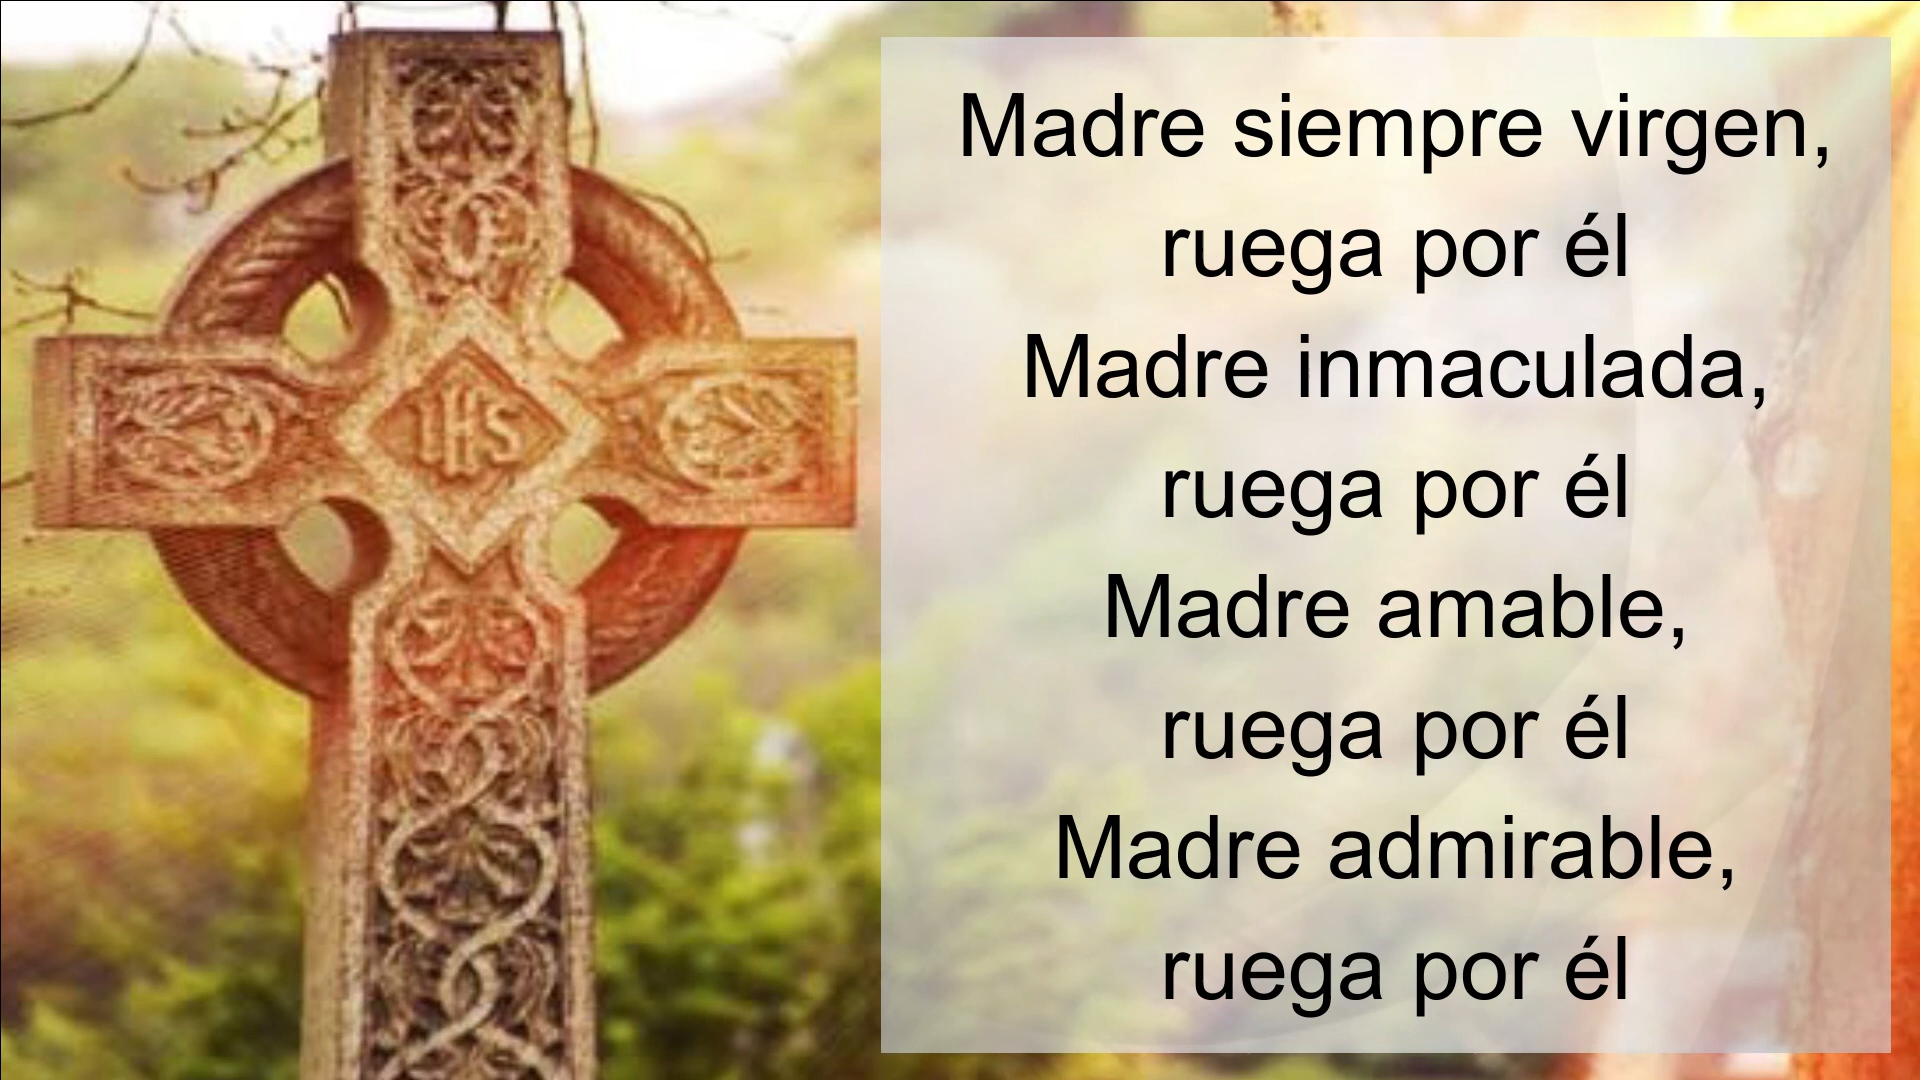 IHS
Madre siempre virgen,
ruega por él
Madre inmaculada,
ruega por él
Madre amable,
ruega por él
Madre admirable,
ruega por él